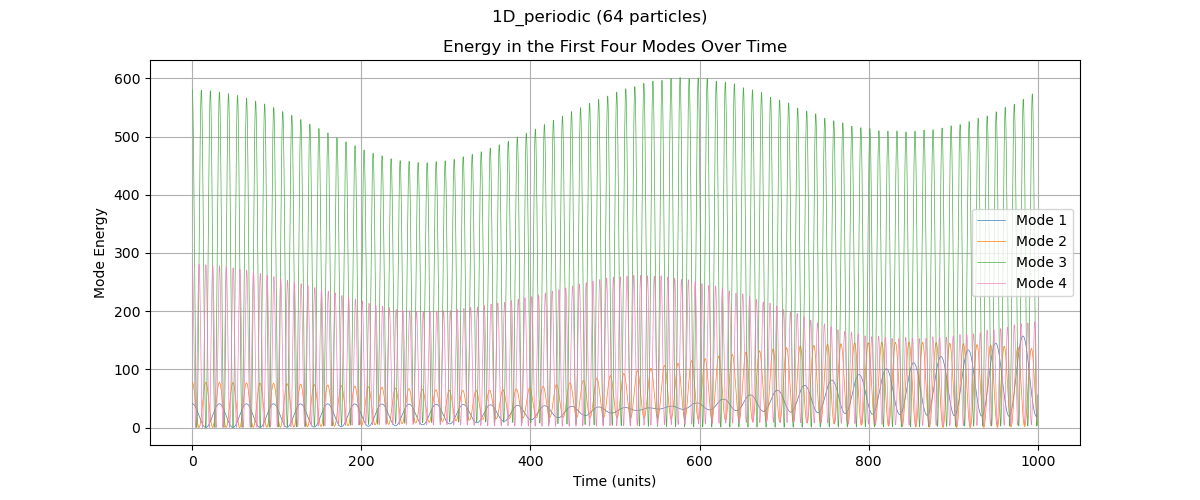 1D_periodic (64 particles)
Energy in the First Four Modes Over Time
600
500
400
300
200
100
0
Mode Energy
Mode 1
Mode 2
Mode 3
Mode 4
0 200 400 600 800 1000
Time (units)